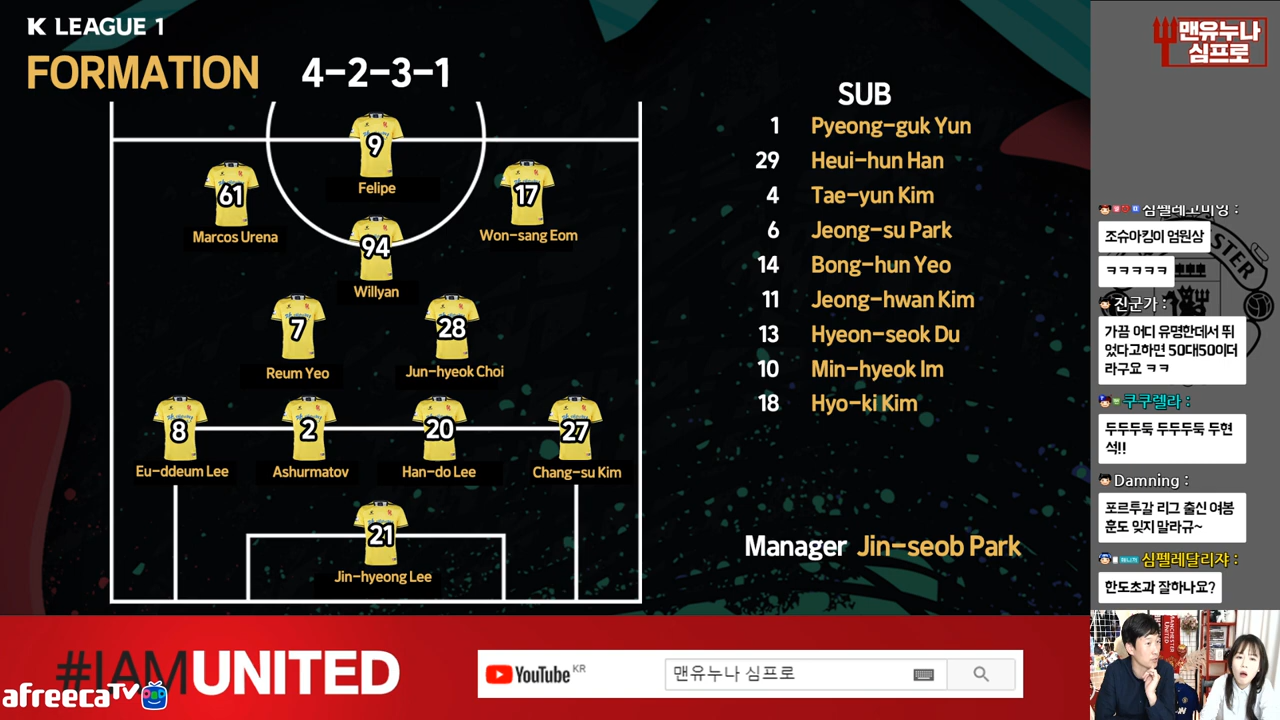 K LEAGUE 1
FORMATION 4-2-3-1
9
Felipe
61
Marcos Urena
17
Won-sang Eom
94
Willyan
7
Reum Yeo
28
Jun-hyeok Choi
8
Eu-ddeum Lee
2
Ashurmatov
20
Han-do Lee
27
Chang-su Kim
21
Jin-hyeong Lee
SUB
1 Pyeong-guk Yun
29 Heui-hun Han
4 Tae-yun Kim
6 Jeong-su Park
14 Bong-hun Yeo
11 Jeong-hwan Kim
13 Hyeon-seok Du
10 Min-hyeok Im
18 Hyo-ki Kim
Manager Jin-seob Park
맨유누나
심프로
조슈아킹이 엄원상
ㅋㅋㅋㅋㅋ
진군가 :
가끔 어디 유명한데서 뛰
었다고하면 50대50이더
라구요 ㅋㅋ
쿠쿠렐라 :
두두두둑 두두두둑 두현
석!!
Damning :
포르투갈 리그 출신 여봉
훈도 잊지 말라규~
심펠레달리쟈 :
한도초과 잘하나요?
#IAMUNITED
afreecaTV
YouTube KR
맨유누나 심프로
MANCHESTER
UNITED